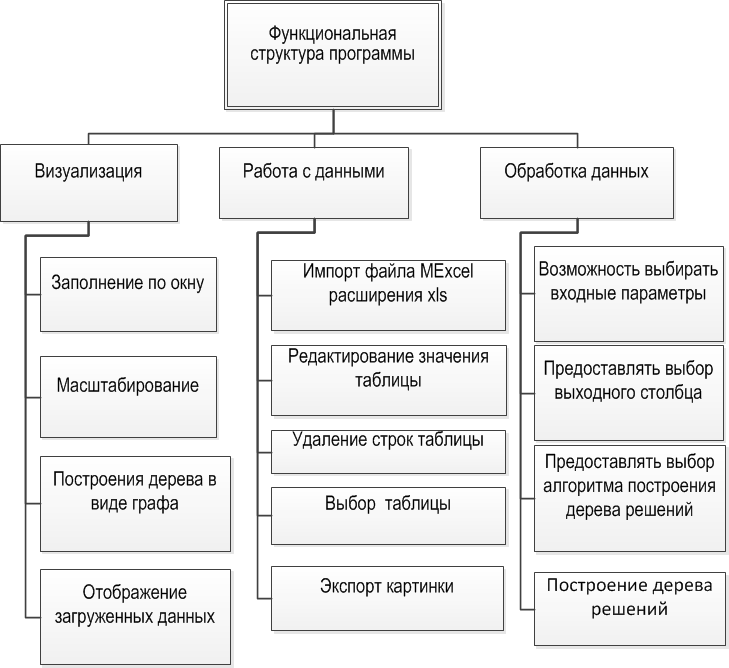 Функциональная
структура программы
Визуализация
Заполнение по окну
Масштабирование
Построения дерева в
виде графа
Отображение
загруженных данных
Работа с данными
Импорт файла MExcel
расширения xls
Редактирование значения
таблицы
Удаление строк таблицы
Выбор таблицы
Экспорт картинки
Обработка данных
Возможность выбирать
входные параметры
Предоставлять выбор
выходного столбца
Предоставлять выбор
алгоритма построения
дерева решений
Построение дерева
решений